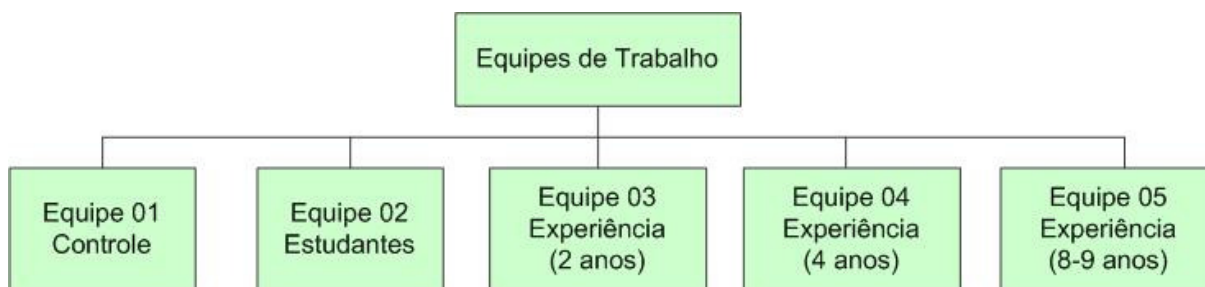 Equipes de Trabalho
Equipe 01
Controle
Equipe 02
Estudantes
Equipe 03
Experiência
(2 anos)
Equipe 04
Experiência
(4 anos)
Equipe 05
Experiência
(8-9 anos)